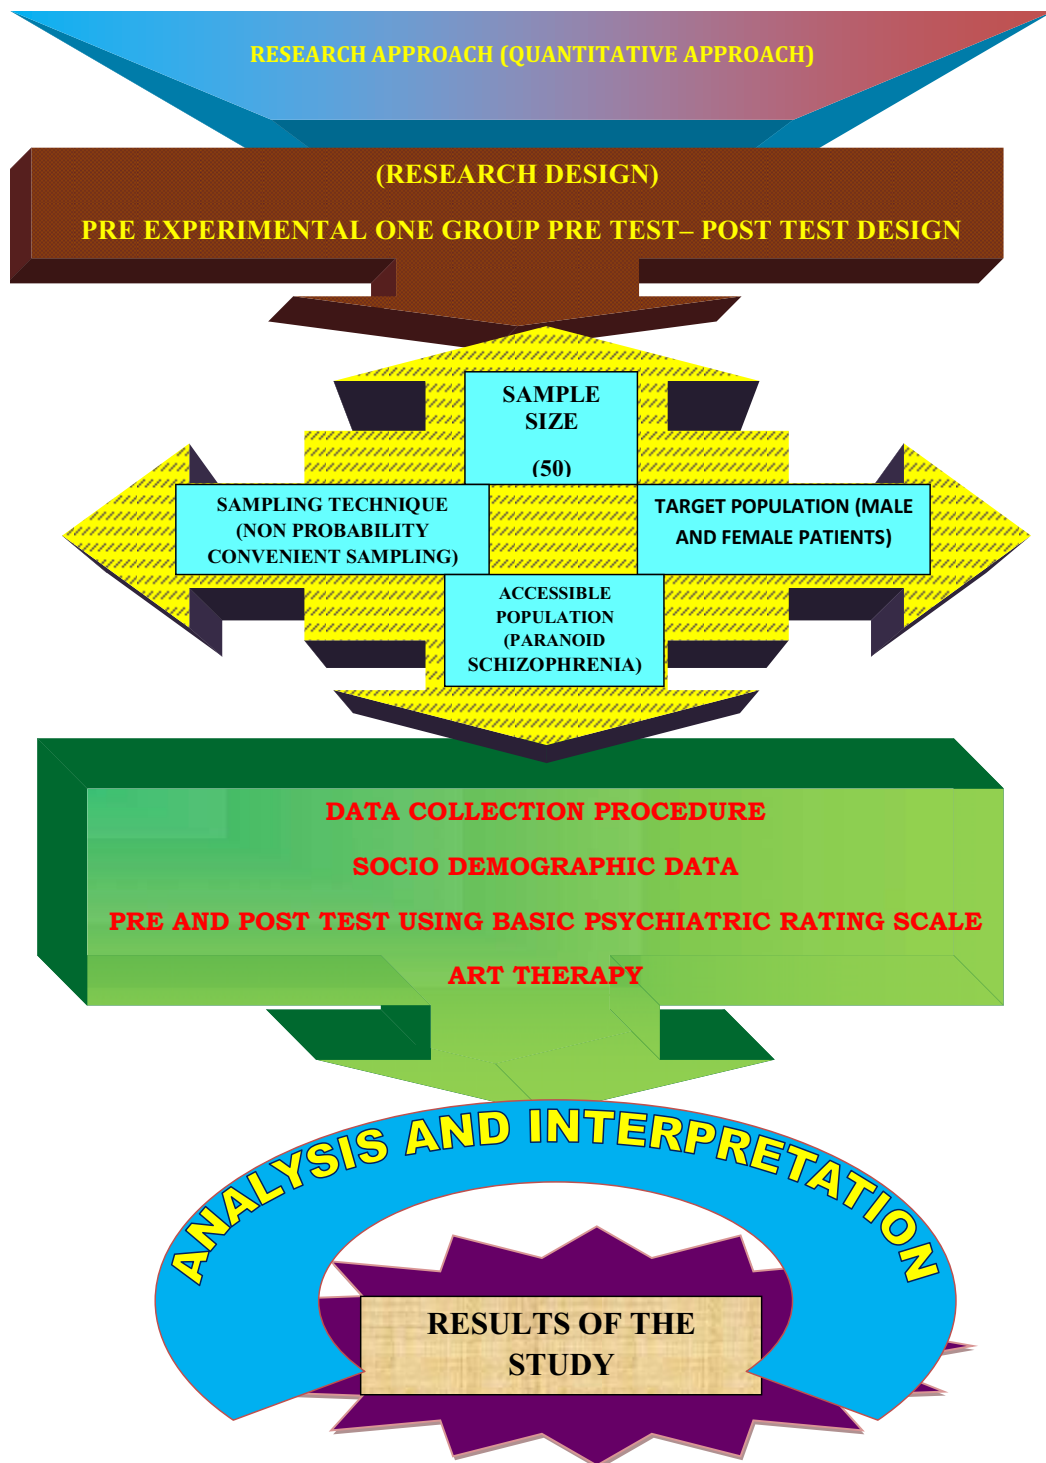 RESEARCH APPROACH (QUANTITATIVE APPROACH)
(RESEARCH DESIGN)
PRE EXPERIMENTAL ONE GROUP PRE TEST– POST TEST DESIGN
SAMPLE
SIZE
(50)
SAMPLING TECHNIQUE
(NON PROBABILITY
CONVENIENT SAMPLING)
TARGET POPULATION (MALE
AND FEMALE PATIENTS)
ACCESSIBLE
POPULATION
(PARANOID
SCHIZOPHRENIA)
DATA COLLECTION PROCEDURE
SOCIO DEMOGRAPHIC DATA
PRE AND POST TEST USING BASIC PSYCHIATRIC RATING SCALE
ART THERAPY
ANALYSIS AND INTERPRETATION
RESULTS OF THE
STUDY